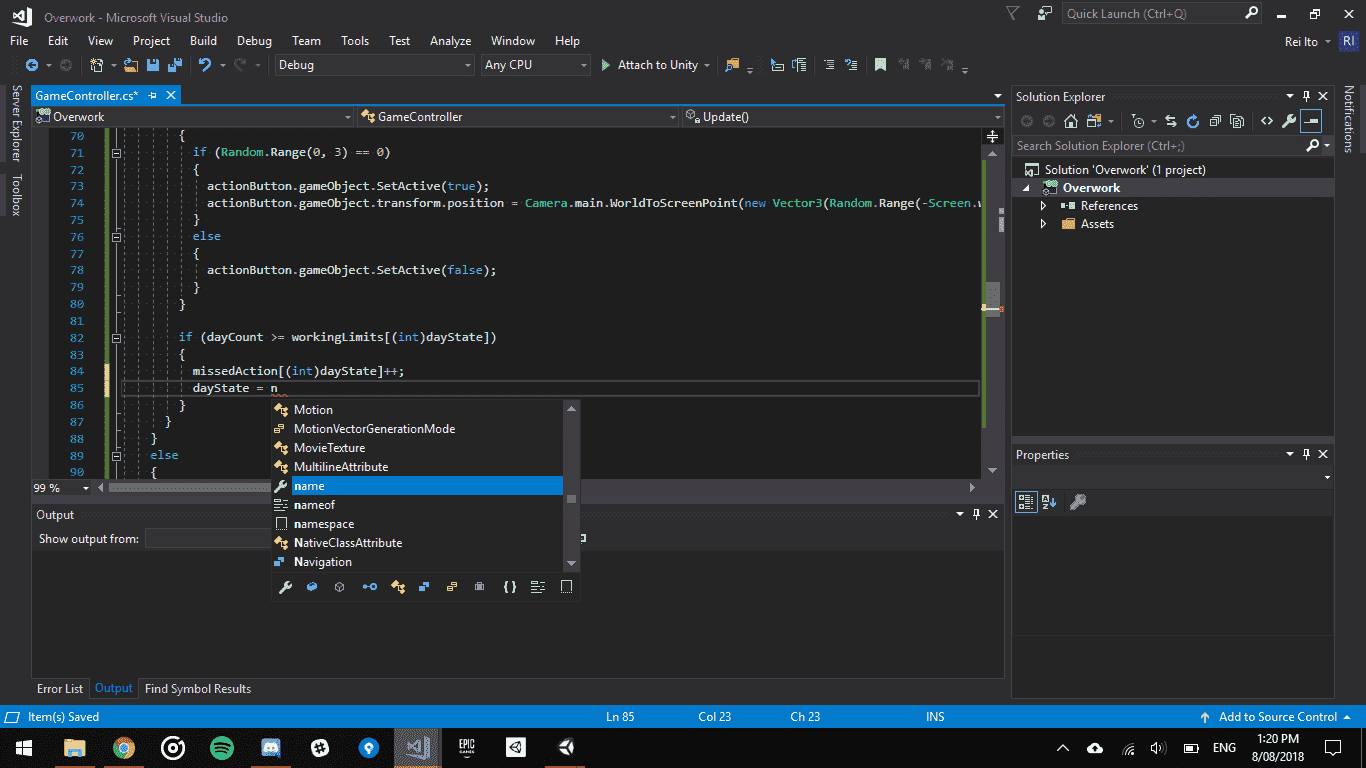 Overwork - Microsoft Visual Studio
Quick Launch (Ctrl+Q)
File Edit View Project Build Debug Team Tools Test Analyze Window Help
Rei Ito RI
Debug Any CPU Attach to Unity
Server Explorer
Toolbox
GameController.cs*
Overwork GameController Update()
70 {
71 if (Random.Range(0, 3) == 0)
72 {
73 actionButton.gameObject.SetActive(true);
74 actionButton.gameObject.transform.position = Camera.main.WorldToScreenPoint(new Vector3(Random.Range(-Screen.
75 }
76 else
77 {
78 actionButton.gameObject.SetActive(false);
79 }
80 }
81
82 if (dayCount >= workingLimits[(int)dayState])
83 {
84 missedAction[(int)dayState]++;
85 dayState = n
86 }
87 }
88 }
89 else
90 {
Motion
MotionVectorGenerationMode
MovieTexture
MultilineAttribute
name
nameof
namespace
NativeClassAttribute
Navigation
{ }
99 %
Output
Show output from:
Error List Output Find Symbol Results
Solution Explorer
Search Solution Explorer (Ctrl+;)
Solution 'Overwork' (1 project)
Overwork
References
Assets
Properties
Notifications
Item(s) Saved Ln 85 Col 23 Ch 23 INS Add to Source Control
EPIC
GAMES
ENG
1:20 PM
8/08/2018